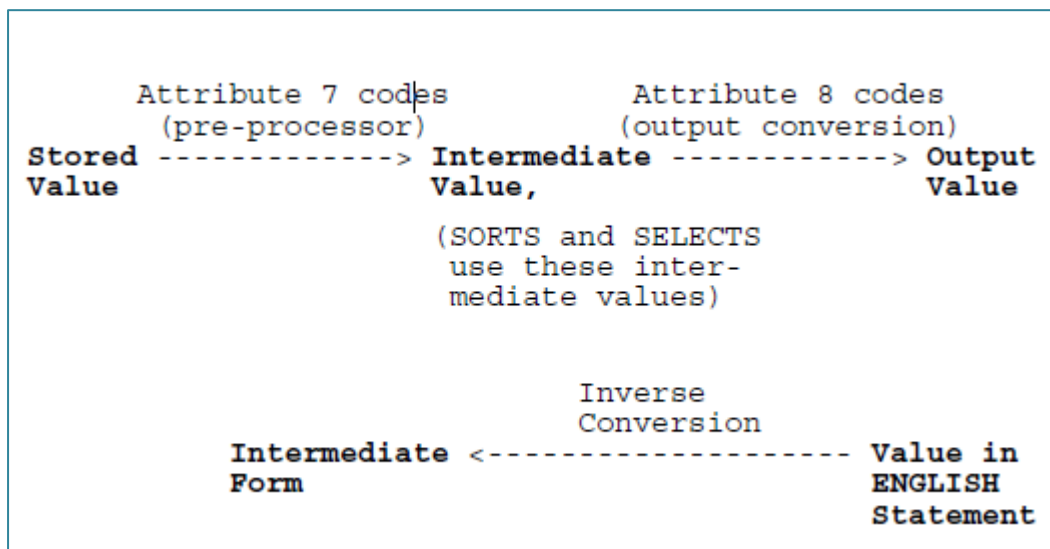 Attribute 7 codes Attribute 8 codes
(pre-processor) (output conversion)
Stored -------------> Intermediate ------------> Output
Value Value, Value
(SORTS and SELECTS
use these inter-
mediate values)
Inverse
Conversion
Intermediate <--------------------- Value in
Form ENGLISH
Statement